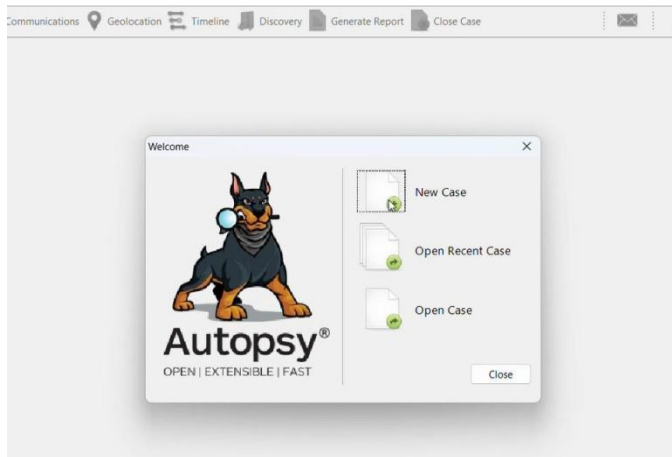 Communications Geolocation Timeline Discovery Generate Report Close Case
Welcome
New Case
Open Recent Case
Open Case
Autopsy®
OPEN | EXTENSIBLE | FAST
Close